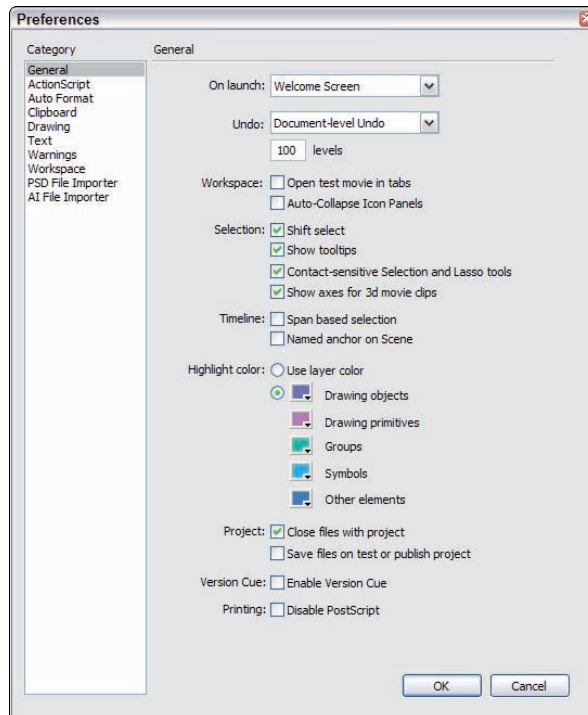 Preferences
Category
General
ActionScript
Auto Format
Clipboard
Drawing
Text
Warnings
Workspace
PSD File Importer
AI File Importer
General
On launch: Welcome Screen
Undo: Document-level Undo
100 levels
Workspace: Open test movie in tabs
Auto-Collapse Icon Panels
Selection: Shift select
Show tooltips
Contact-sensitive Selection and Lasso tools
Show axes for 3d movie clips
Timeline: Span based selection
Named anchor on Scene
Highlight color: Use layer color
Drawing objects
Drawing primitives
Groups
Symbols
Other elements
Project: Close files with project
Save files on test or publish project
Version Cue: Enable Version Cue
Printing: Disable PostScript
OK Cancel